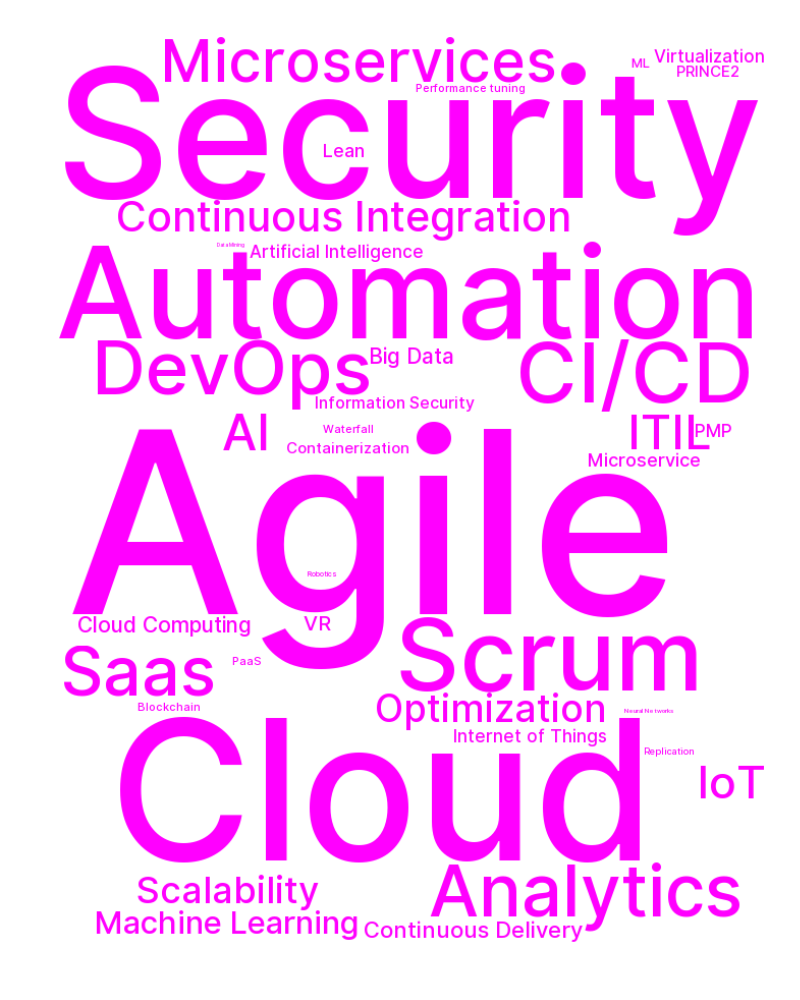 Microservices
ML
Virtualization
PRINCE2
Performance tuning
Security
Lean
Continuous Integration
Data Mining
Artificial Intelligence
Automation
DevOps
Big Data
CI/CD
Information Security
AI
Waterfall
ITIL
PMP
Containerization
Microservice
Agile
Robotics
Cloud Computing
VR
Scrum
Saas
PaaS
Blockchain
Optimization
Neural Networks
Internet of Things
Cloud
Replication
IoT
Scalability
Analytics
Machine Learning
Continuous Delivery